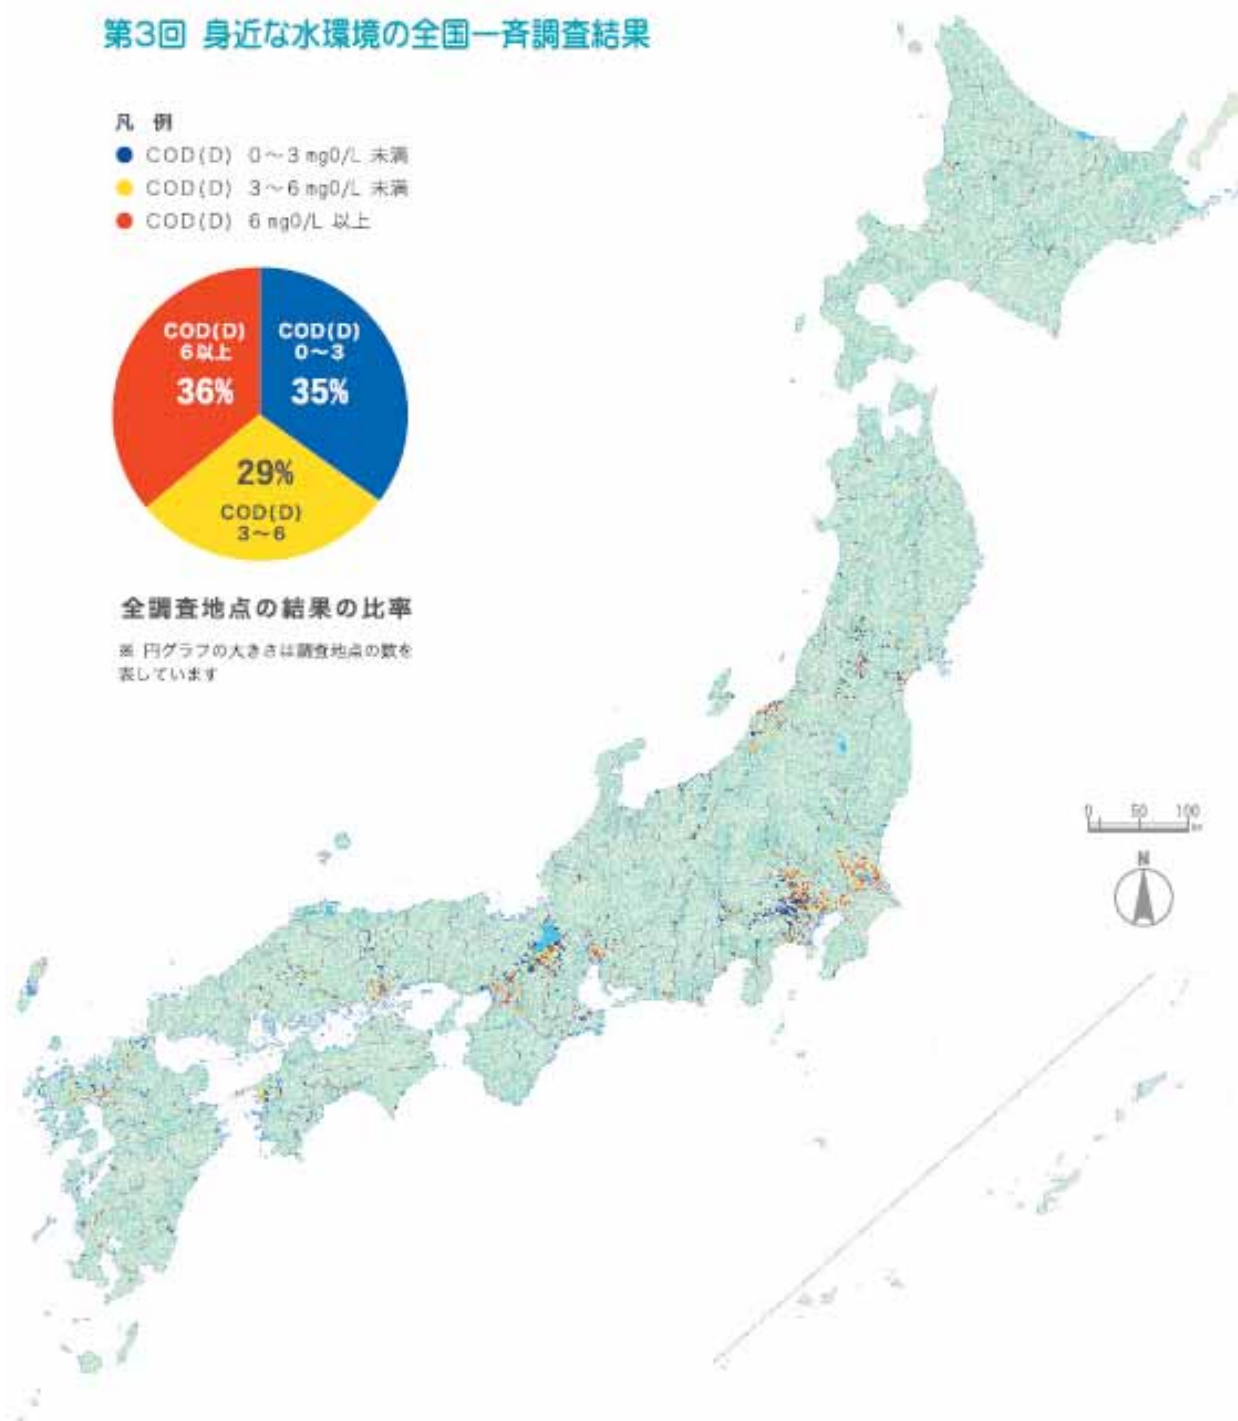 第3回 身近な水環境の全国一斉調査結果
凡 例
COD(D) 0～3 mgO/L 未満
COD(D) 3～6 mgO/L 未満
COD(D) 6 mgO/L 以上
COD(D)
6以上
36%
COD(D)
0～3
35%
29%
COD(D)
3～6
全調査地点の結果の比率
※ 円グラフの大きさは調査地点の数を
表しています
0 50 100
km
N